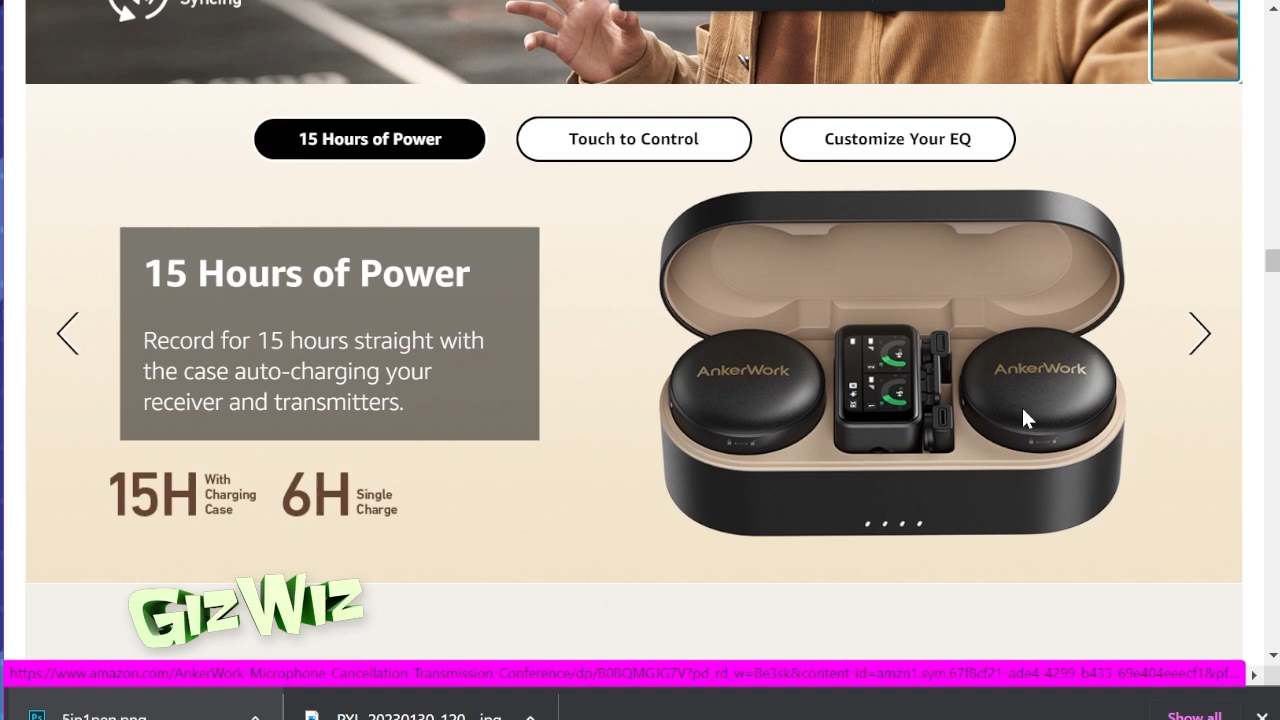 Syncing
15 Hours of Power
Touch to Control
Customize Your EQ
15 Hours of Power
Record for 15 hours straight with
the case auto-charging your
receiver and transmitters.
AnkerWork
AnkerWork
15H With Charging Case
6H Single Charge
GizWiz
https://www.amazon.com/AnkerWork-Microphone-Cancellation-Transmission-Conference/dp/B0BQMGJG7V?pd_rd_w=8e3sk&content-id=amzn1.sym.67f8cf21-ade4-4299-b433-69e404eeecf1&pf...
5in1pen.png
Show all